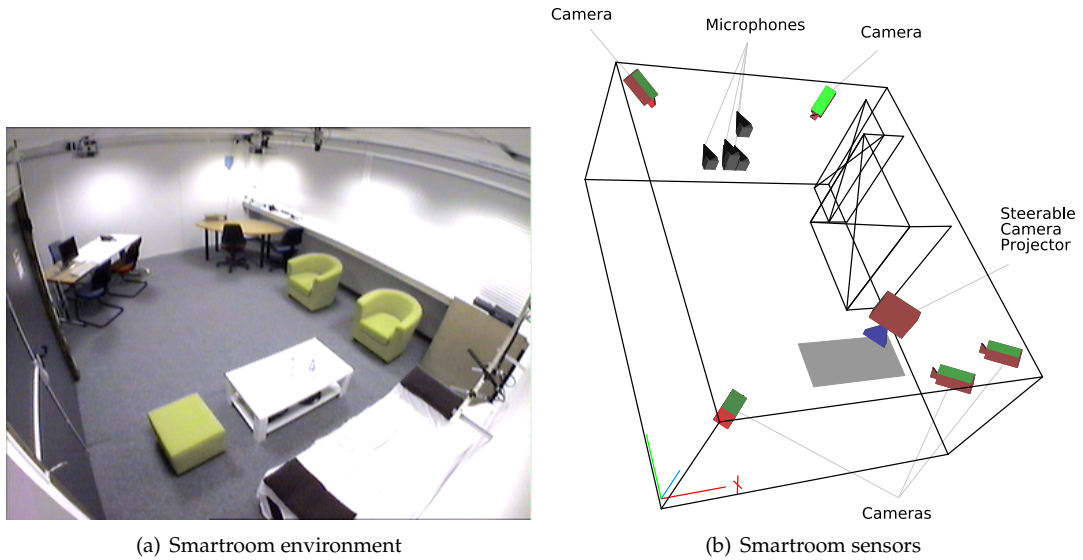 Camera
Microphones
Camera
Steerable
Camera
Projector
X
Cameras
(a) Smartroom environment
(b) Smartroom sensors